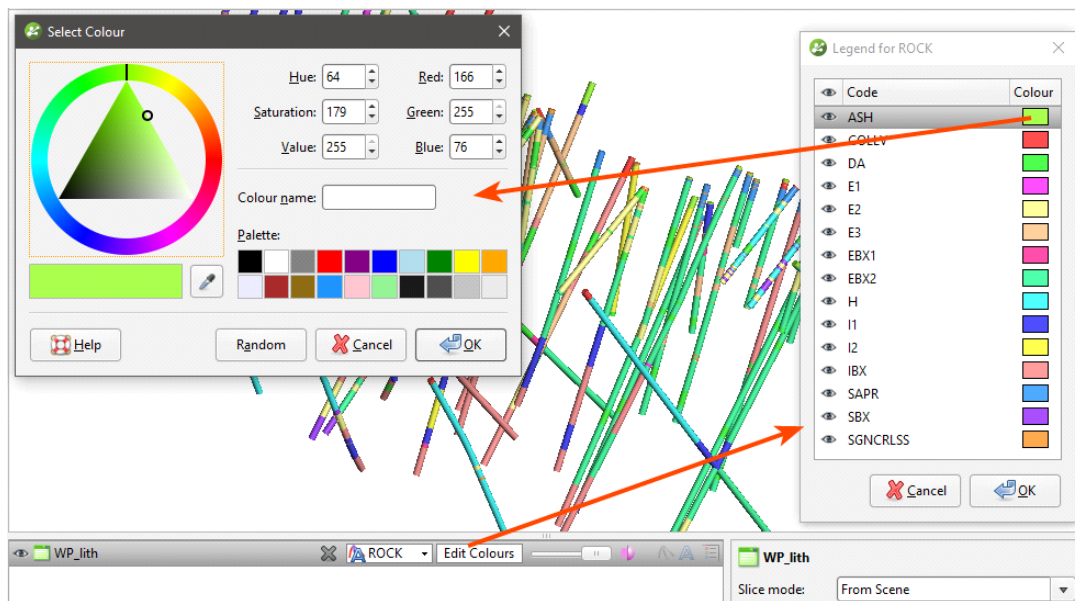 Select Colour
Hue: 64 Red: 166
Saturation: 179 Green: 255
Value: 255 Blue: 76
Colour name:
Palette:
Help Random Cancel OK
Legend for ROCK
Code Colour
ASH
COLLV
DA
E1
E2
E3
EBX1
EBX2
H
I1
I2
IBX
SAPR
SBX
SGNCRLSS
Cancel OK
WP_lith ROCK Edit Colours
WP_lith
Slice mode: From Scene